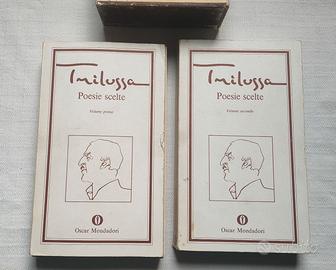 Trilussa
Poesie scelte
Volume primo
Oscar Mondadori
Trilussa
Poesie scelte
Volume secondo
Oscar Mondadori